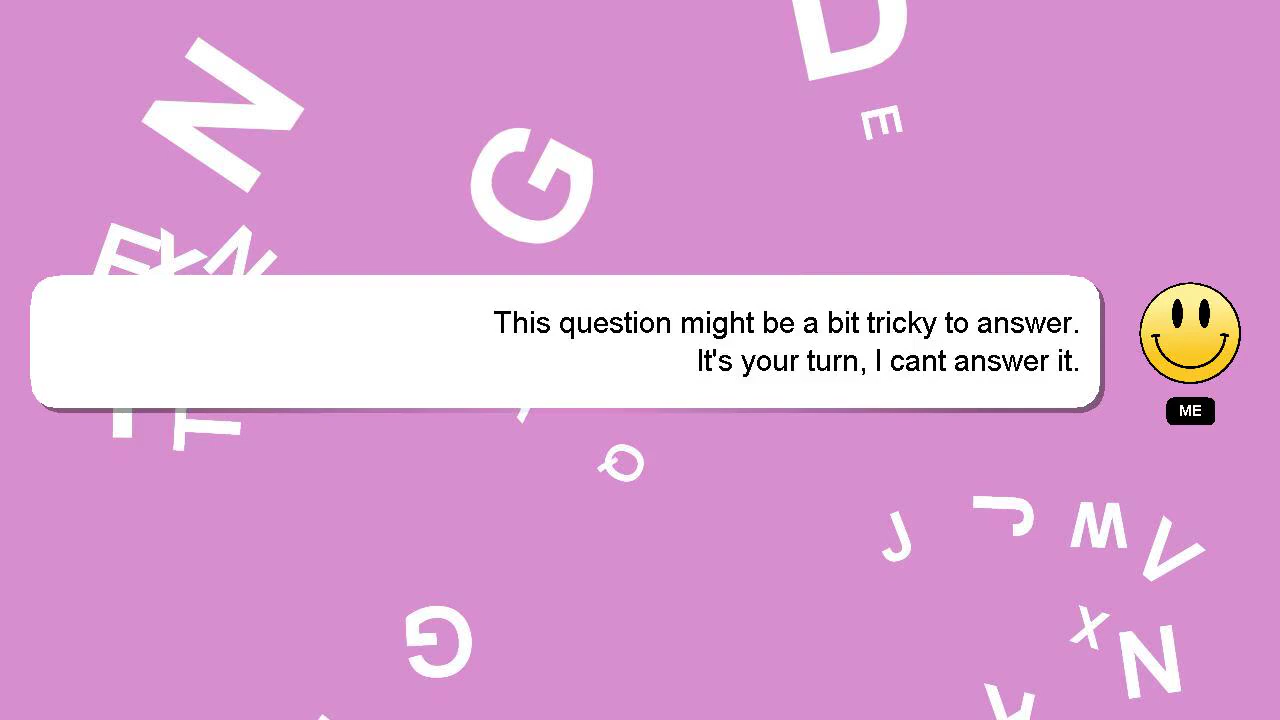 D
N
E
G
E
X
N
This question might be a bit tricky to answer.
It's your turn, I cant answer it.
ME
T
Q
J
J
W
V
G
X
N